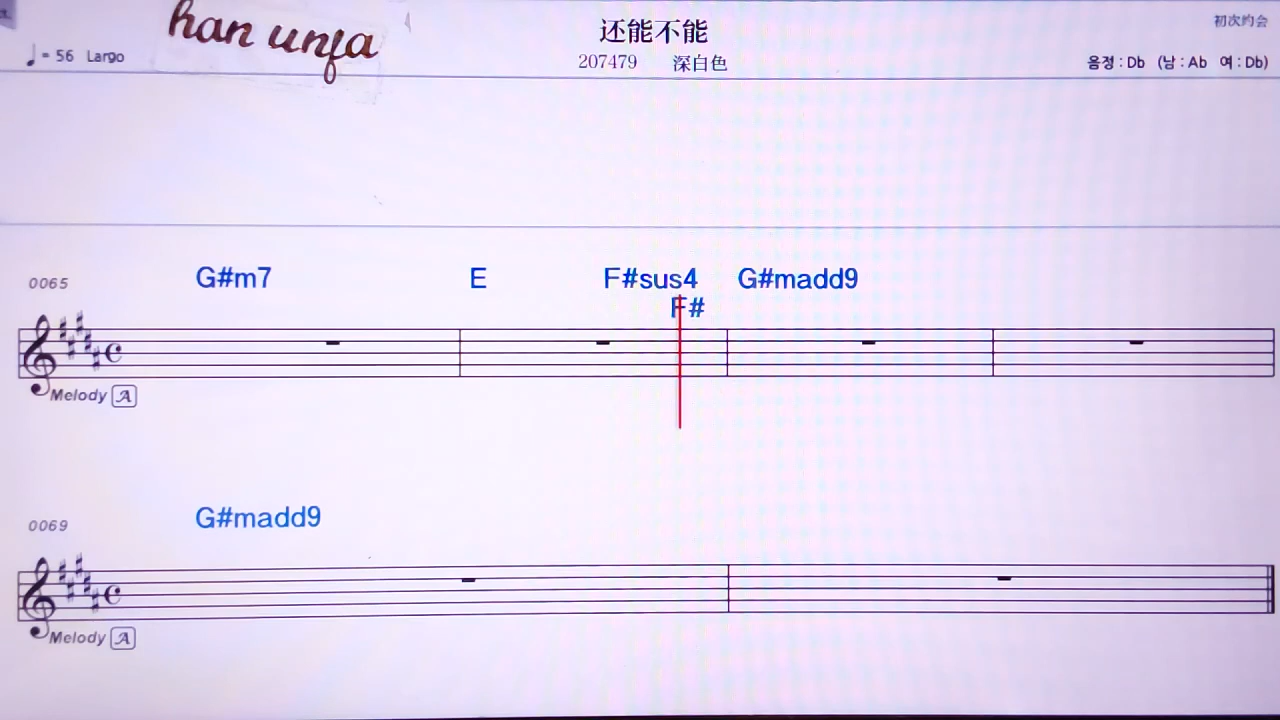 han unfa
还能不能
初次约会
♩= 56 Largo
207479 深白色
음정 : Db (남 : Ab 여 : Db)
0065
G#m7 E F#sus4 G#madd9
F#
Melody A
0069
G#madd9
Melody A